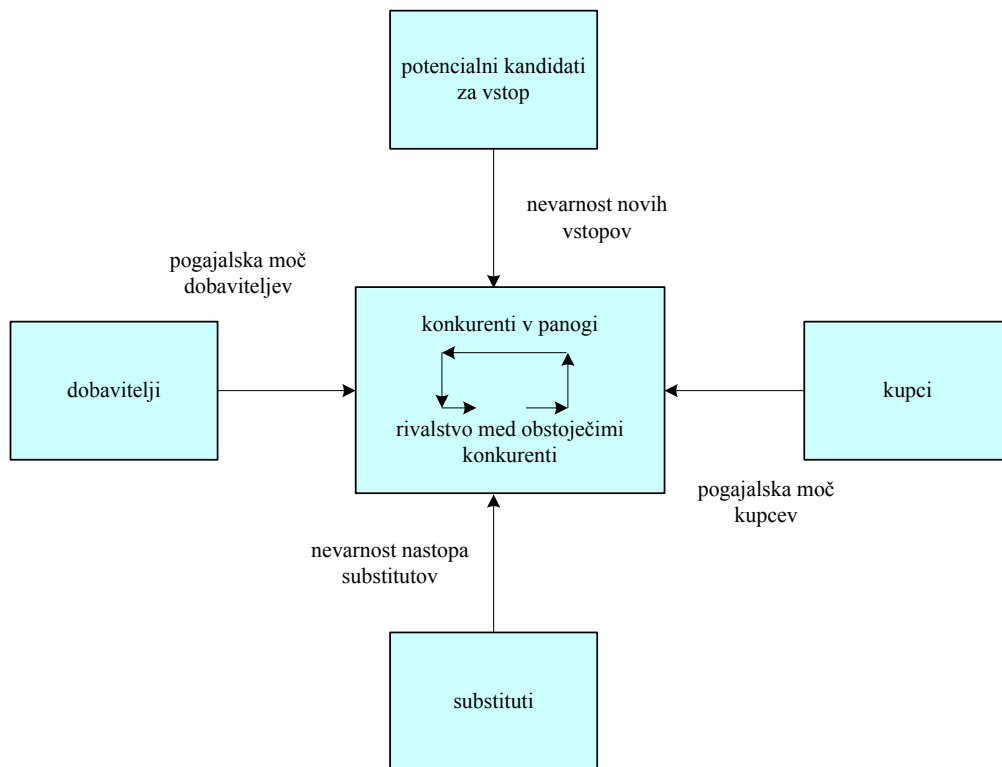 potencialni kandidati
za vstop
nevarnost novih
vstopov
pogajalska moč
dobaviteljev
konkurenti v panogi
dobavitelji
kupci
rivalstvo med obstoječimi
konkurenti
pogajalska moč
kupcev
nevarnost nastopa
substitutov
substituti